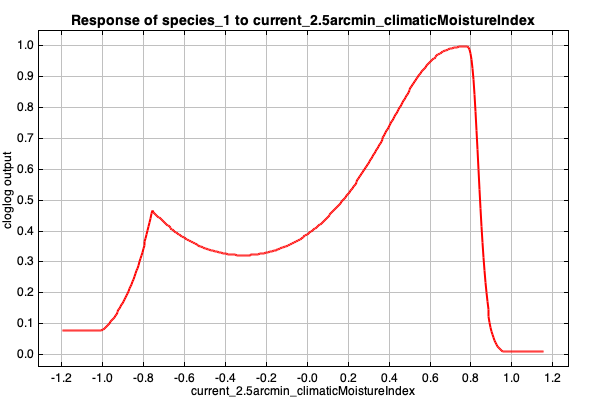 Response of species_1 to current_2.5arcmin_climaticMoistureIndex
cloglog output
1.0
0.9
0.8
0.7
0.6
0.5
0.4
0.3
0.2
0.1
0.0
-1.2 -1.0 -0.8 -0.6 -0.4 -0.2 -0.0 0.2 0.4 0.6 0.8 1.0 1.2
current_2.5arcmin_climaticMoistureIndex